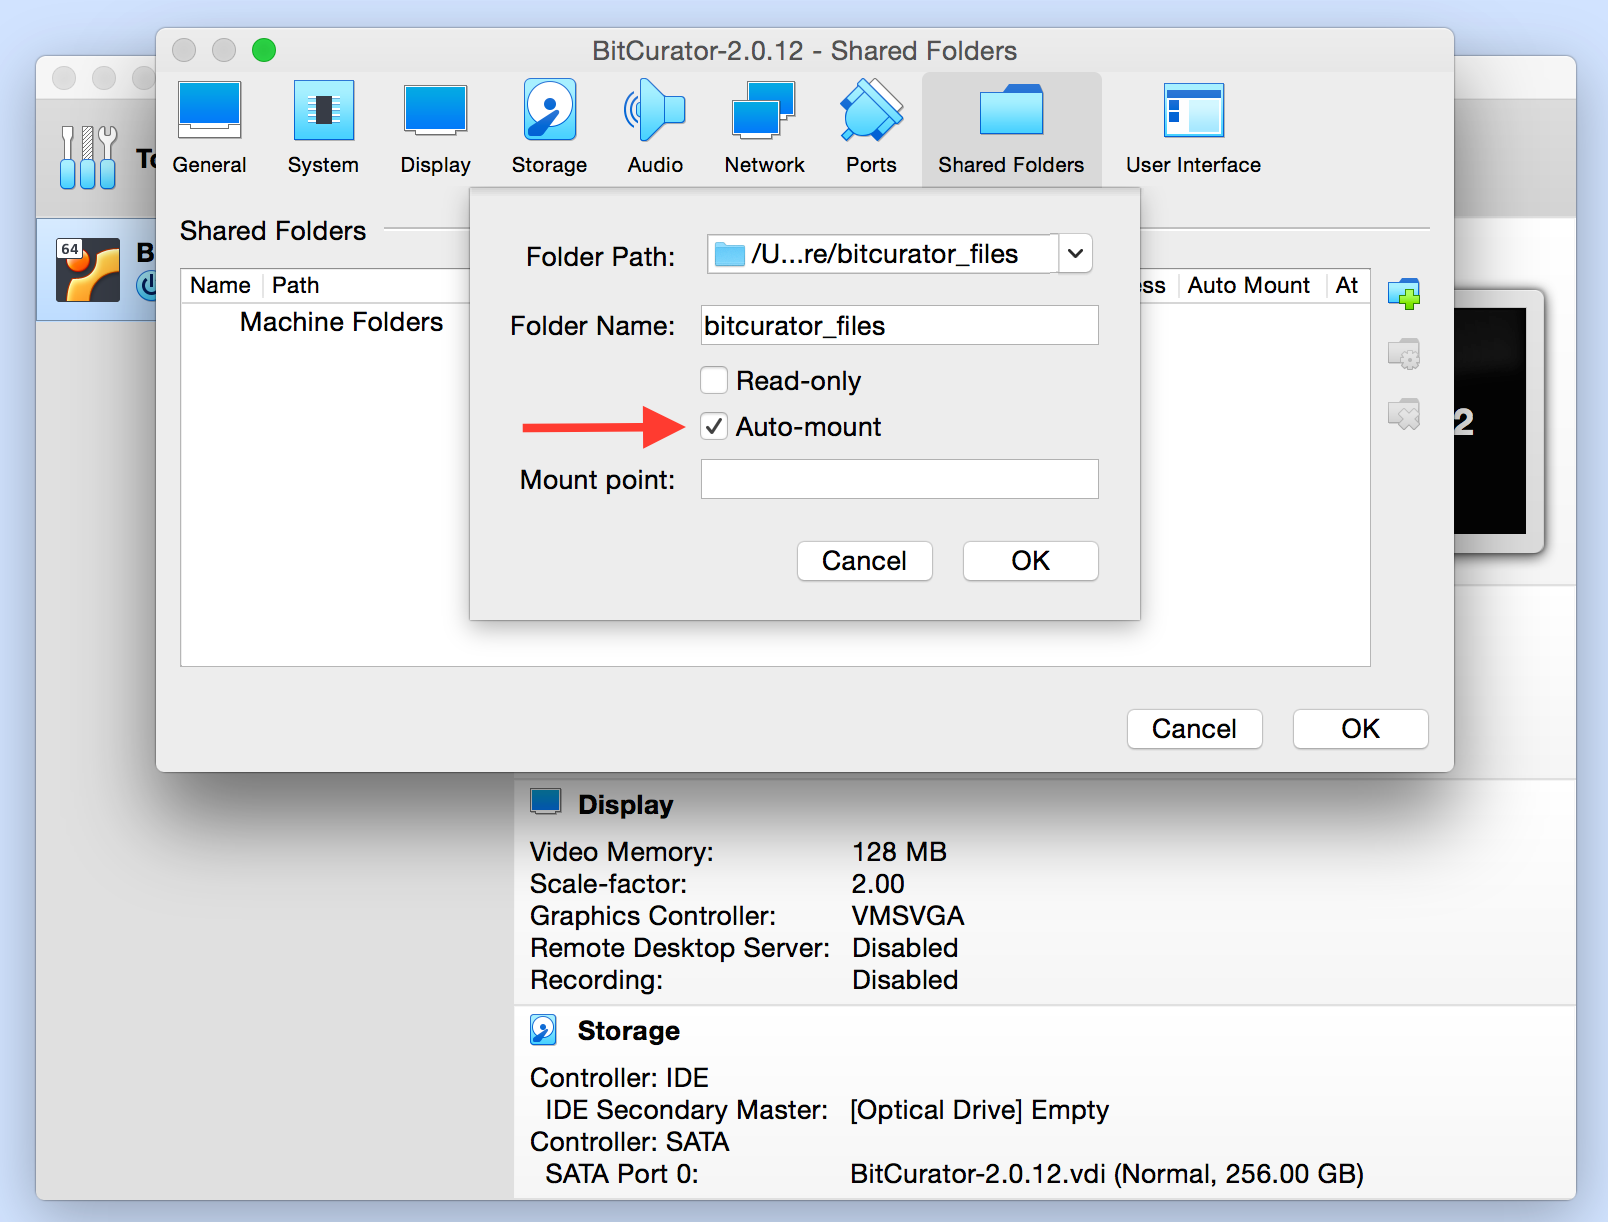 BitCurator-2.0.12 - Shared Folders
General
System
Display
Storage
Audio
Network
Ports
Shared Folders
User Interface
64
Shared Folders
Name
Path
Auto Mount
At
Machine Folders
Folder Path:
/U...re/bitcurator_files
Folder Name:
bitcurator_files
Read-only
Auto-mount
Mount point:
Cancel
OK
2
Cancel
OK
Display
Video Memory: 128 MB
Scale-factor: 2.00
Graphics Controller: VMSVGA
Remote Desktop Server: Disabled
Recording: Disabled
Storage
Controller: IDE
IDE Secondary Master: [Optical Drive] Empty
Controller: SATA
SATA Port 0: BitCurator-2.0.12.vdi (Normal, 256.00 GB)